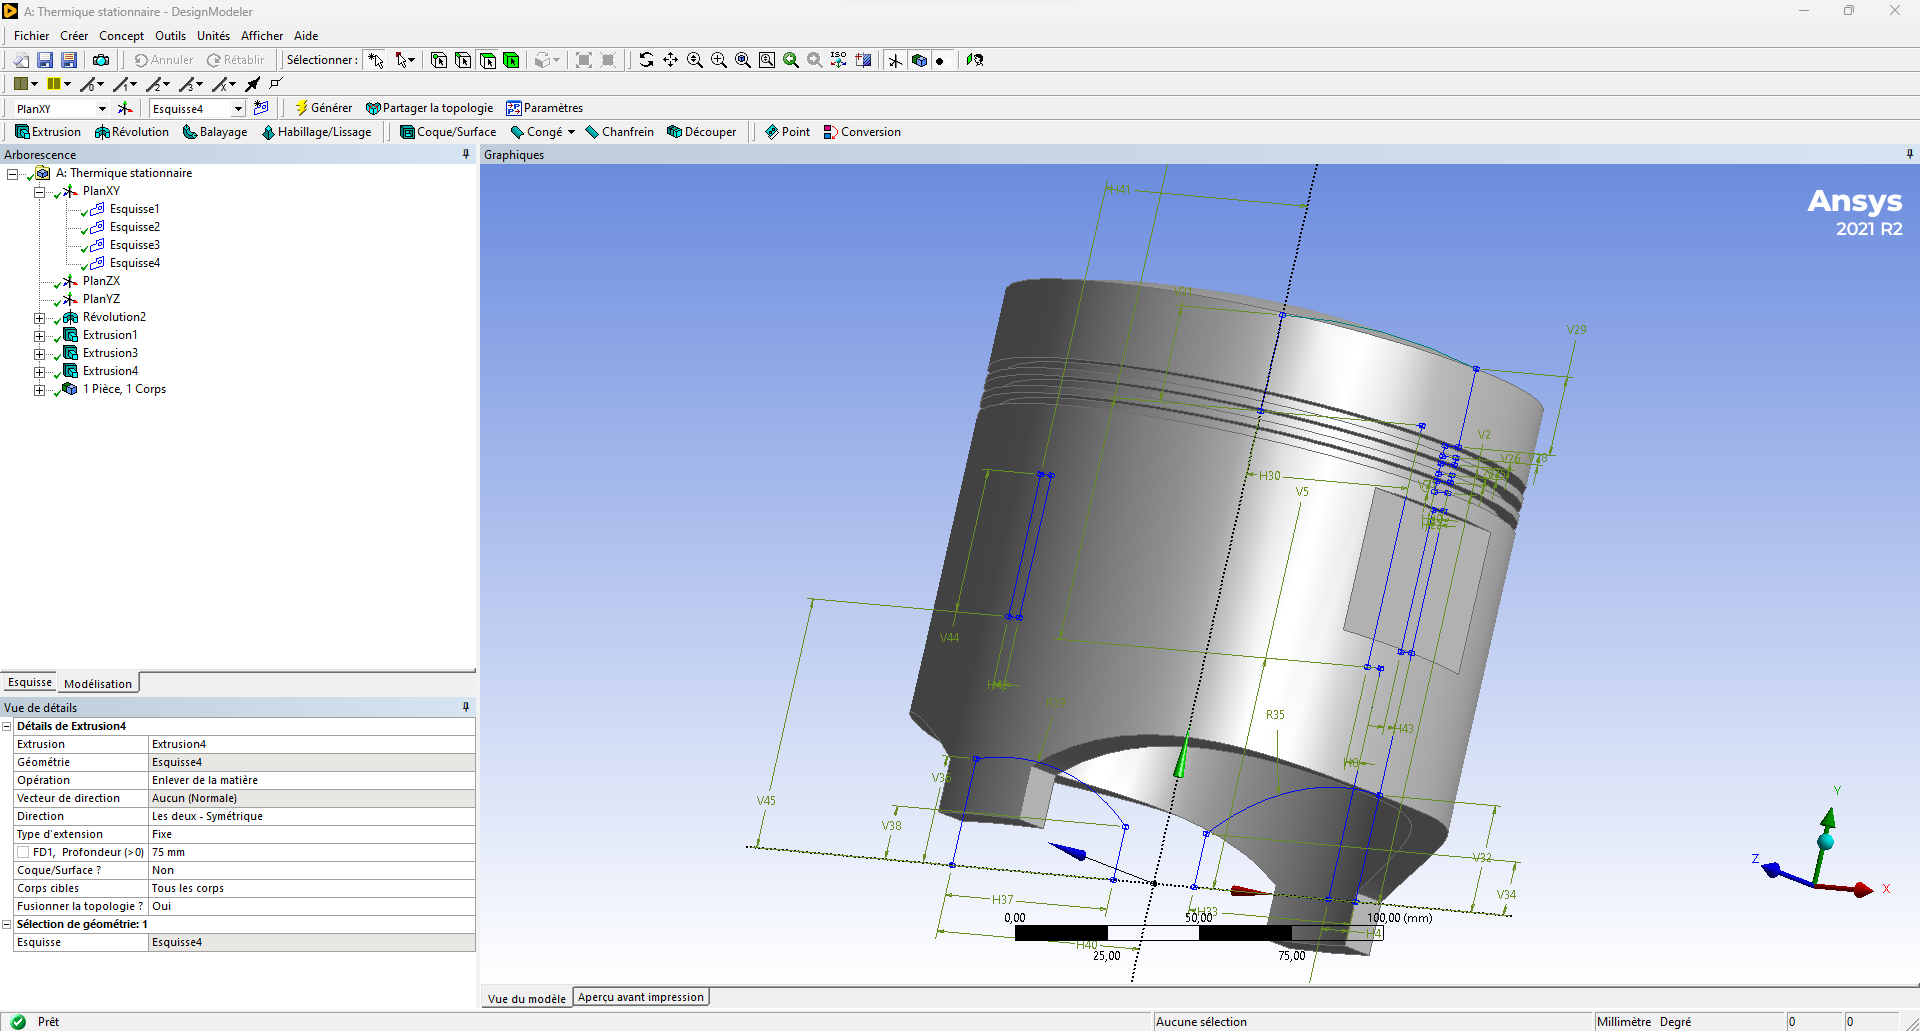 A: Thermique stationnaire - DesignModeler
Fichier Créer Concept Outils Unités Afficher Aide
Annuler Rétablir Sélectionner : ISO
PlanXY Esquisse4 Générer Partager la topologie Paramètres
Extrusion Révolution Balayage Habillage/Lissage Coque/Surface Congé Chanfrein Découper Point Conversion
Arborescence
A: Thermique stationnaire
PlanXY
Esquisse1
Esquisse2
Esquisse3
Esquisse4
PlanZX
PlanYZ
Révolution2
Extrusion1
Extrusion3
Extrusion4
1 Pièce, 1 Corps
Esquisse Modélisation
Vue de détails
Détails de Extrusion4
Extrusion Extrusion4
Géométrie Esquisse4
Opération Enlever de la matière
Vecteur de direction Aucun (Normale)
Direction Les deux - Symétrique
Type d'extension Fixe
FD1, Profondeur (>0) 75 mm
Coque/Surface ? Non
Corps cibles Tous les corps
Fusionner la topologie ? Oui
Sélection de géométrie: 1
Esquisse Esquisse4
Graphiques
Ansys
2021 R2
H41
V29
V2
V26 V28
H30
V5
V44
R35
H43
V45
V38
V32
V34
H37
H33
H4
H40
0,00 50,00 100,00 (mm)
25,00 75,00
Y
Z
X
Vue du modèle Aperçu avant impression
Prêt Aucune sélection Millimètre Degré 0 0